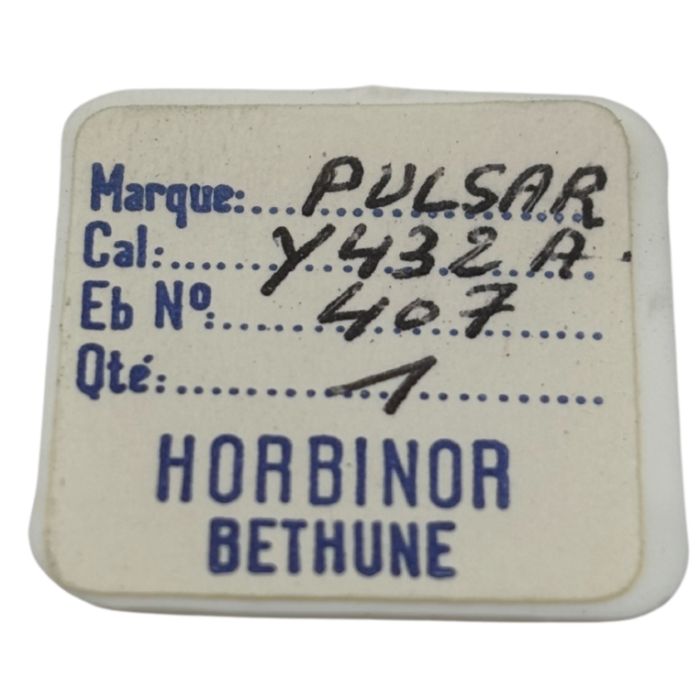 Marque: PULSAR
Cal: Y432A
Eb Nº: 407
Qté: 1
HORBINOR
BETHUNE